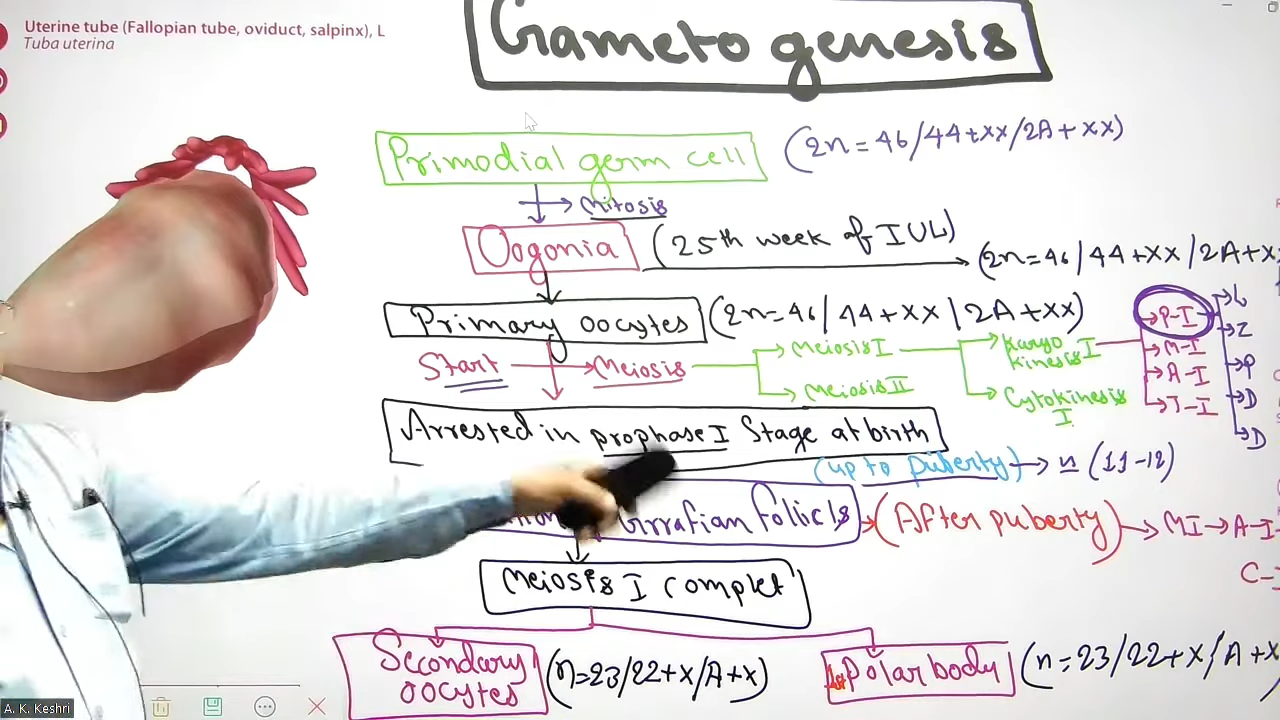 Uterine tube (Fallopian tube, oviduct, salpinx), L
Tuba uterina
Gameto genesis
Primodial germ cell (2n=46/44+xx/2A+xx)
Mitosis
Oogonia (25th week of IUL)
(2n=46/44+xx/2A+x
Primary oocytes (2n=46/44+xx/2A+xx)
Start Meiosis
Meiosis I
Meiosis II
Karyo kinesis I
Cytokinesis I
P-I
M-I
A-I
T-I
L
Z
P
D
D
Arrested in prophase I Stage at birth
(up to puberty) n (11-12)
Grrafian folicls (After puberty) MI → A-I
C-
Meiosis I complet
Secondary oocytes (n=23/22+x/A+x)
1st Polar body (n=23/22+x/A+x
A. K. Keshri